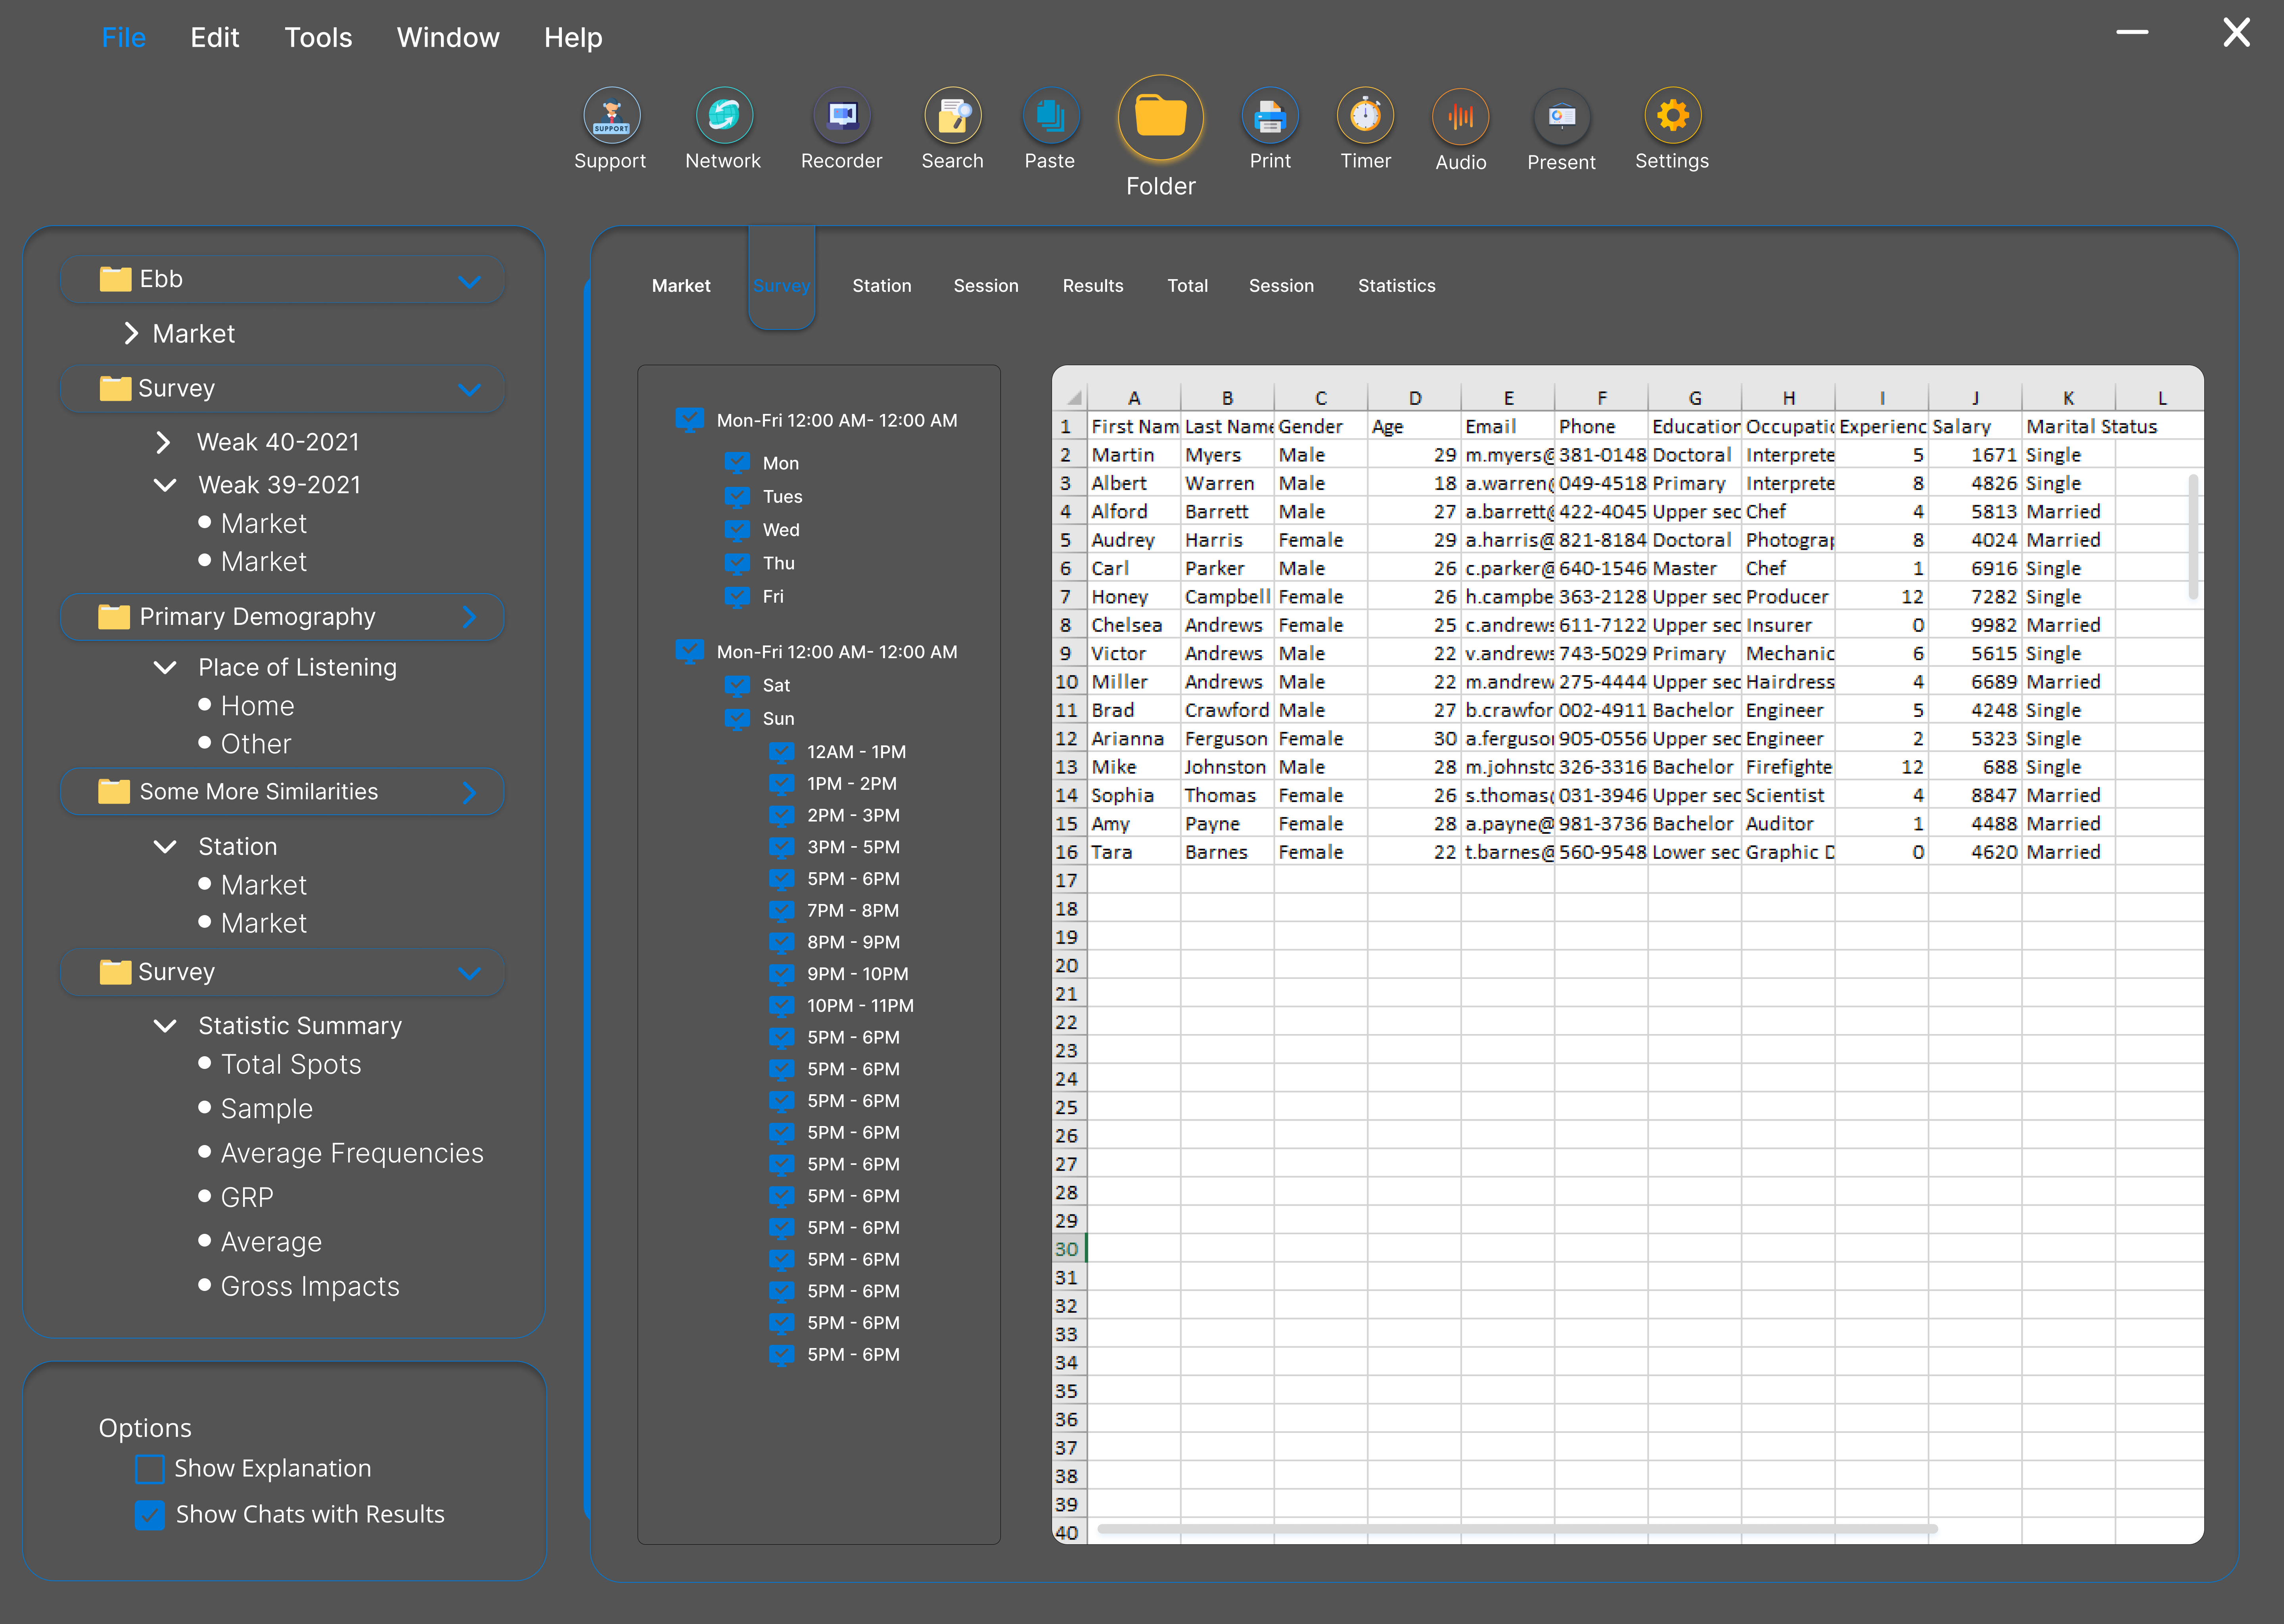 File Edit Tools Window Help
SUPPORT
Support Network Recorder Search Paste Folder Print Timer Audio Present Settings
Ebb
Market
Survey
Weak 40-2021
Weak 39-2021
Market
Market
Primary Demography
Place of Listening
Home
Other
Some More Similarities
Station
Market
Market
Survey
Statistic Summary
Total Spots
Sample
Average Frequencies
GRP
Average
Gross Impacts
Options
Show Explanation
Show Chats with Results
Market Survey Station Session Results Total Session Statistics
Mon-Fri 12:00 AM- 12:00 AM
Mon
Tues
Wed
Thu
Fri
Mon-Fri 12:00 AM- 12:00 AM
Sat
Sun
12AM - 1PM
1PM - 2PM
2PM - 3PM
3PM - 5PM
5PM - 6PM
7PM - 8PM
8PM - 9PM
9PM - 10PM
10PM - 11PM
5PM - 6PM
5PM - 6PM
5PM - 6PM
5PM - 6PM
5PM - 6PM
5PM - 6PM
5PM - 6PM
5PM - 6PM
5PM - 6PM
5PM - 6PM
5PM - 6PM
A B C D E F G H I J K L
1 First Nam Last Name Gender Age Email Phone Education Occupatic Experienc Salary Marital Status
2 Martin Myers Male 29 m.myers@ 381-0148 Doctoral Interprete 5 1671 Single
3 Albert Warren Male 18 a.warren@ 049-4518 Primary Interprete 8 4826 Single
4 Alford Barrett Male 27 a.barrett@ 422-4045 Upper sec Chef 4 5813 Married
5 Audrey Harris Female 29 a.harris@ 821-8184 Doctoral Photograp 8 4024 Married
6 Carl Parker Male 26 c.parker@ 640-1546 Master Chef 1 6916 Single
7 Honey Campbell Female 26 h.campbe 363-2128 Upper sec Producer 12 7282 Single
8 Chelsea Andrews Female 25 c.andrews 611-7122 Upper sec Insurer 0 9982 Married
9 Victor Andrews Male 22 v.andrews 743-5029 Primary Mechanic 6 5615 Single
10 Miller Andrews Male 22 m.andrew 275-4444 Upper sec Hairdress 4 6689 Married
11 Brad Crawford Male 27 b.crawfor 002-4911 Bachelor Engineer 5 4248 Single
12 Arianna Ferguson Female 30 a.ferguso 905-0556 Upper sec Engineer 2 5323 Single
13 Mike Johnston Male 28 m.johnstc 326-3316 Bachelor Firefighte 12 688 Single
14 Sophia Thomas Female 26 s.thomas@ 031-3946 Upper sec Scientist 4 8847 Married
15 Amy Payne Female 28 a.payne@ 981-3736 Bachelor Auditor 1 4488 Married
16 Tara Barnes Female 22 t.barnes@ 560-9548 Lower sec Graphic D 0 4620 Married
17
18
19
20
21
22
23
24
25
26
27
28
29
30
31
32
33
34
35
36
37
38
39
40